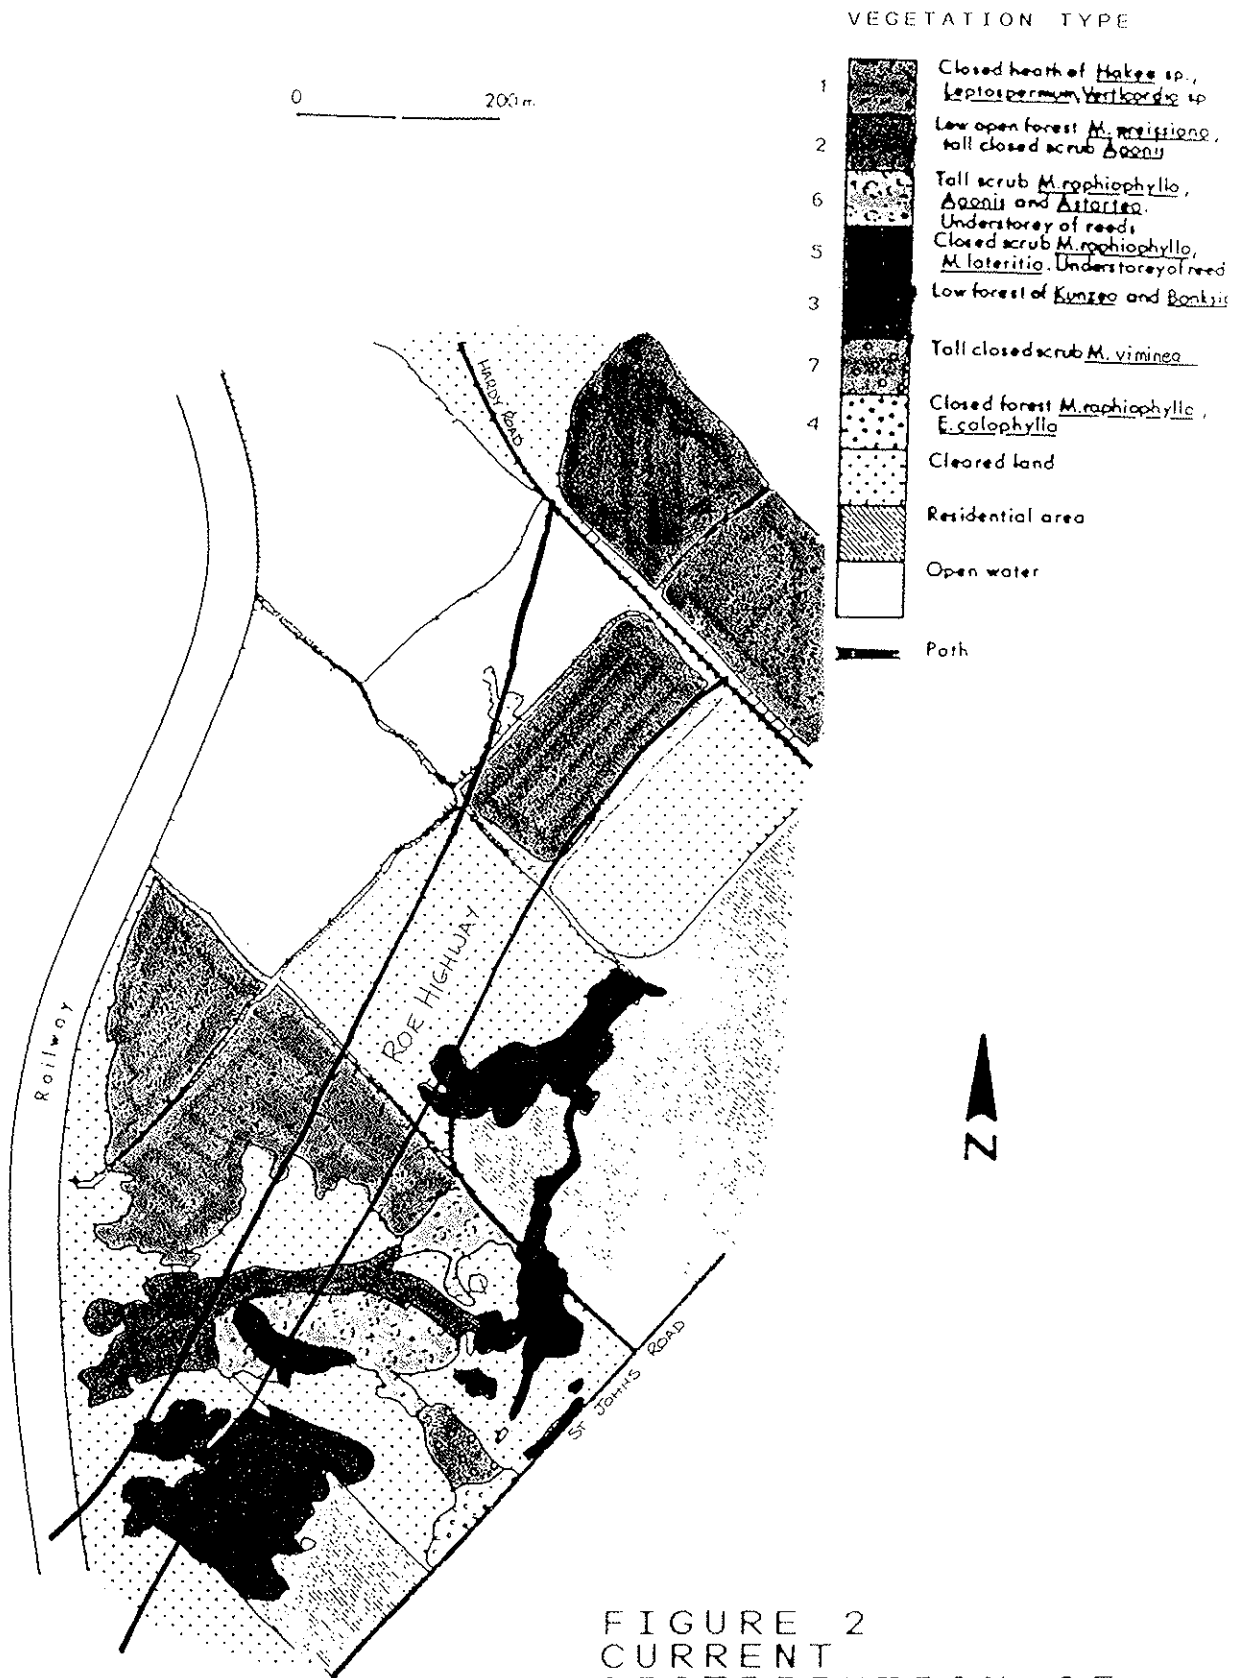 VEGETATION TYPE
0 200m
1 Closed heath of Hakea sp.,
Leptospermum, Verticordia sp
2 Low open forest M. preissiana,
tall closed scrub Agonis
6 Tall scrub M. raphiophylla,
Agonis and Astartea.
Understorey of reeds
5 Closed scrub M. raphiophylla,
M. lateritia. Understorey of reed
3 Low forest of Kunzea and Banksia
7 Tall closed scrub M. viminea
4 Closed forest M. raphiophylla,
E. calophylla
Cleared land
Residential area
Open water
Path
HARDY ROAD
ROE HIGHWAY
Railway
N
ST JOHNS ROAD
FIGURE 2
CURRENT